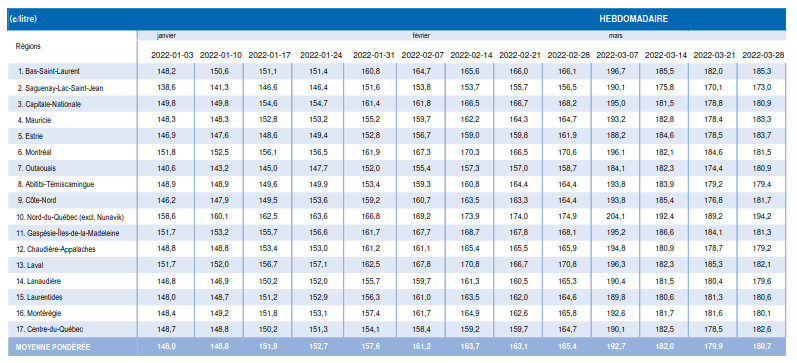 (¢/litre) HEBDOMADAIRE
janvier février mars
Régions
2022-01-03 2022-01-10 2022-01-17 2022-01-24 2022-01-31 2022-02-07 2022-02-14 2022-02-21 2022-02-28 2022-03-07 2022-03-14 2022-03-21 2022-03-28
1. Bas-Saint-Laurent 148,2 150,6 151,1 151,4 160,8 164,7 165,6 166,0 166,1 196,7 185,5 182,0 185,3
2. Saguenay-Lac-Saint-Jean 138,6 141,3 146,6 146,4 151,6 153,8 153,7 155,7 156,5 190,1 175,8 170,1 173,0
3. Capitale-Nationale 149,8 149,8 154,6 154,7 161,4 161,8 166,5 166,7 168,2 195,0 181,5 178,8 180,9
4. Mauricie 148,3 148,3 152,8 153,2 155,2 159,7 162,2 164,3 164,7 193,2 182,8 178,4 183,3
5. Estrie 146,9 147,6 148,6 149,4 152,8 156,7 159,0 159,8 161,9 188,2 184,6 178,5 183,7
6. Montréal 151,8 152,5 156,1 156,5 161,9 167,3 170,3 166,5 170,6 196,1 182,1 184,6 181,5
7. Outaouais 140,6 143,2 145,0 147,7 152,0 155,4 157,3 157,0 158,7 184,1 182,3 174,4 180,9
8. Abitibi-Témiscamingue 148,9 148,9 149,6 149,9 153,4 159,3 160,8 164,4 164,4 193,8 183,9 179,2 179,4
9. Côte-Nord 146,2 147,9 149,5 153,6 159,2 160,7 163,5 163,3 164,4 193,8 185,4 176,8 181,7
10. Nord-du-Québec (excl. Nunavik) 158,6 160,1 162,5 163,6 166,8 169,2 173,9 174,0 174,9 204,1 192,4 189,2 194,2
11. Gaspésie-Îles-de-la-Madeleine 151,7 153,2 155,7 156,6 161,7 167,7 168,7 167,8 168,1 195,2 186,6 184,1 181,3
12. Chaudière-Appalaches 148,8 148,8 153,4 153,0 161,2 161,1 165,4 165,5 165,9 194,8 180,9 178,7 179,2
13. Laval 151,7 152,0 156,7 157,1 162,5 167,8 170,8 166,7 170,8 196,3 182,3 185,3 182,1
14. Lanaudière 146,8 146,9 150,2 152,0 155,7 159,7 161,3 160,5 165,3 190,4 181,5 180,4 179,6
15. Laurentides 148,0 148,7 151,2 152,9 156,3 161,0 163,5 162,0 164,6 189,8 180,6 181,3 180,6
16. Montérégie 148,4 149,2 151,8 153,1 157,4 161,7 164,9 162,6 165,8 192,6 181,7 181,6 180,1
17. Centre-du-Québec 148,7 148,8 150,2 151,3 154,1 158,4 159,2 159,7 164,7 190,1 182,5 178,5 182,6
MOYENNE PONDÉRÉE 148,0 148,8 151,8 152,7 157,6 161,2 163,7 163,1 165,4 192,7 182,0 179,9 180,7